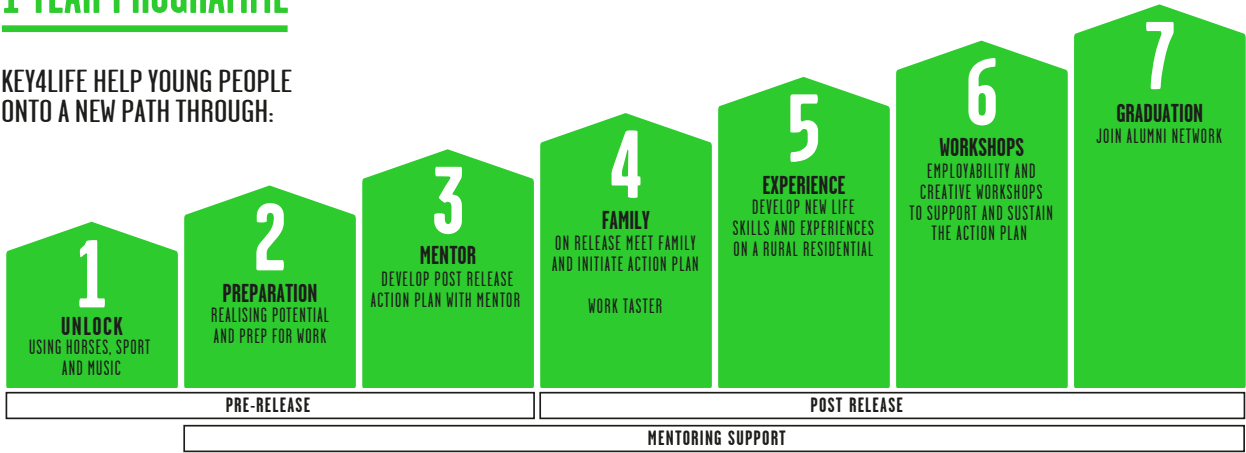 1 YEAR PROGRAMME
KEY4LIFE HELP YOUNG PEOPLE
ONTO A NEW PATH THROUGH:
1
UNLOCK
USING HORSES, SPORT
AND MUSIC
2
PREPARATION
REALISING POTENTIAL
AND PREP FOR WORK
3
MENTOR
DEVELOP POST RELEASE
ACTION PLAN WITH MENTOR
4
FAMILY
ON RELEASE MEET FAMILY
AND INITIATE ACTION PLAN
WORK TASTER
5
EXPERIENCE
DEVELOP NEW LIFE
SKILLS AND EXPERIENCES
ON A RURAL RESIDENTIAL
6
WORKSHOPS
EMPLOYABILITY AND
CREATIVE WORKSHOPS
TO SUPPORT AND SUSTAIN
THE ACTION PLAN
7
GRADUATION
JOIN ALUMNI NETWORK
PRE-RELEASE
POST RELEASE
MENTORING SUPPORT